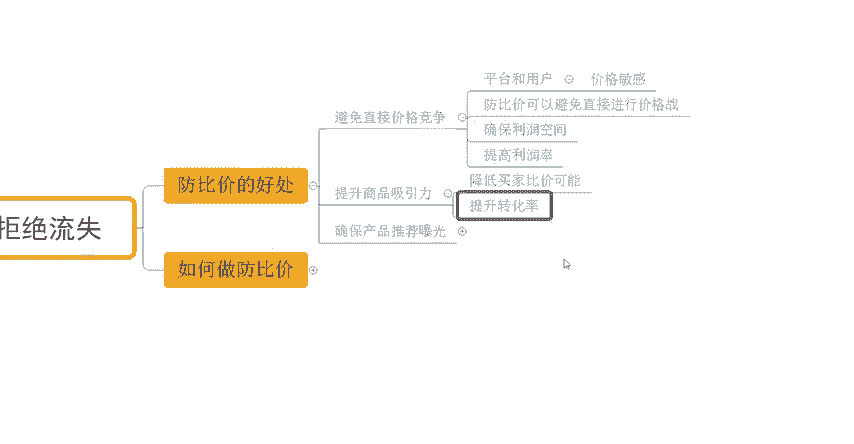 拒绝流失
防比价的好处
避免直接价格竞争
平台和用户
价格敏感
防比价可以避免直接进行价格战
确保利润空间
提高利润率
提升商品吸引力
降低买家比价可能
提升转化率
确保产品推荐曝光
如何做防比价